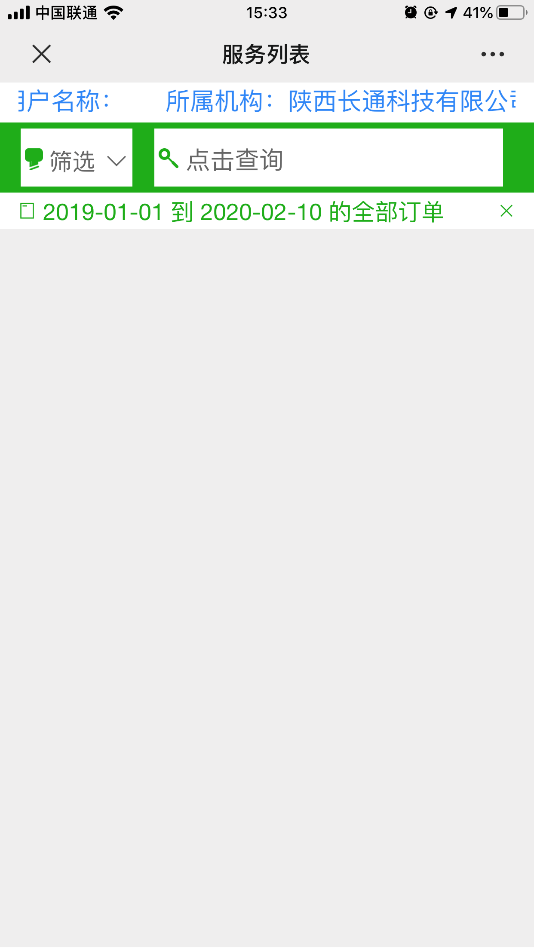 中国联通 15:33 41%
服务列表
用户名称： 所属机构：陕西长通科技有限公司
筛选 点击查询
2019-01-01 到 2020-02-10 的全部订单